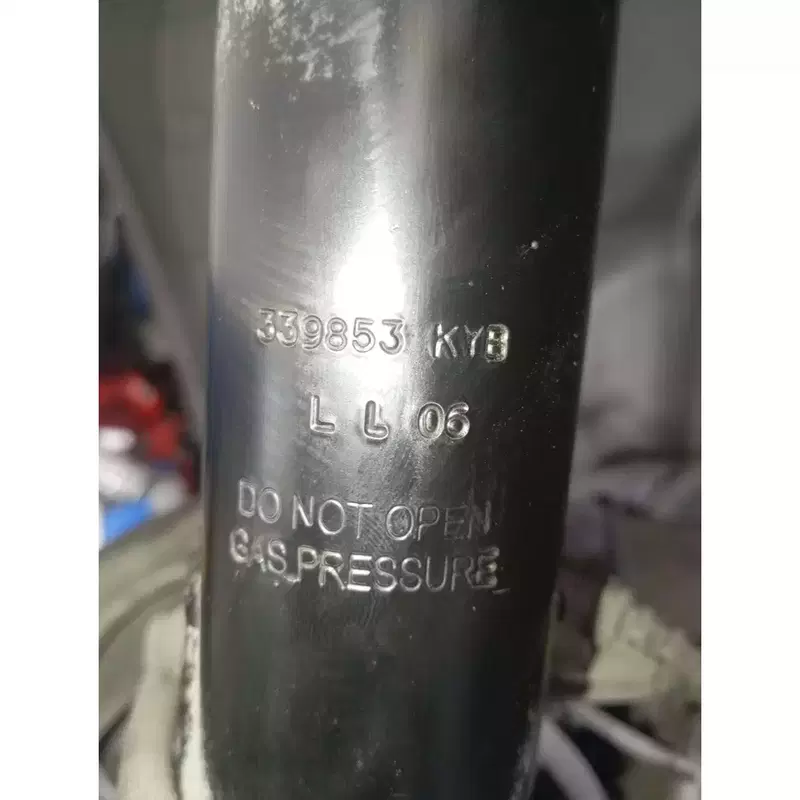 339853 KYB
L L 06
DO NOT OPEN
GAS PRESSURE